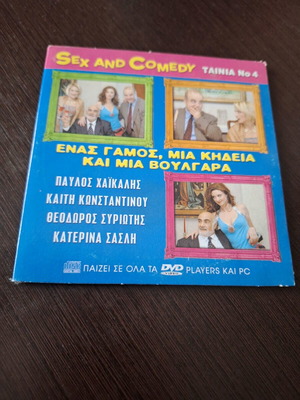 SEX AND COMEDY ΤΑΙΝΙΑ Νο 4
ΕΝΑΣ ΓΑΜΟΣ, ΜΙΑ ΚΗΔΕΙΑ
ΚΑΙ ΜΙΑ ΒΟΥΛΓΑΡΑ
ΠΑΥΛΟΣ ΧΑΪΚΑΛΗΣ
ΚΑΙΤΗ ΚΩΝΣΤΑΝΤΙΝΟΥ
ΘΕΟΔΩΡΟΣ ΣΥΡΙΩΤΗΣ
ΚΑΤΕΡΙΝΑ ΣΑΣΛΗ
ΠΑΙΖΕΙ ΣΕ ΟΛΑ ΤΑ DVD PLAYERS ΚΑΙ PC